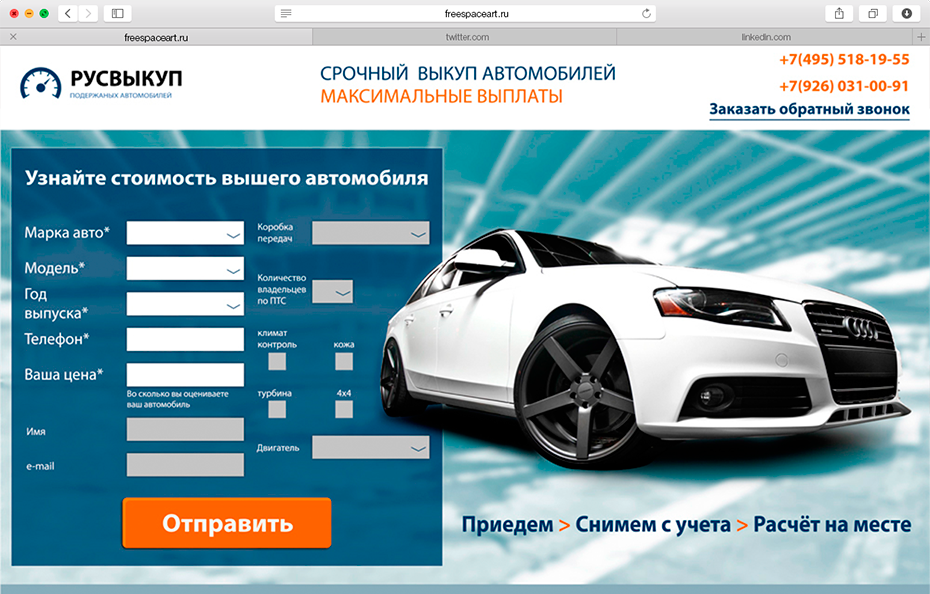 freespaceart.ru
freespaceart.ru
twitter.com
linkedin.com
РУСВЫКУП
ПОДЕРЖАНЫХ АВТОМОБИЛЕЙ
СРОЧНЫЙ ВЫКУП АВТОМОБИЛЕЙ
МАКСИМАЛЬНЫЕ ВЫПЛАТЫ
+7(495) 518-19-55
+7(926) 031-00-91
Заказать обратный звонок
Узнайте стоимость вышего автомобиля
Марка авто*
Модель*
Год
выпуска*
Телефон*
Ваша цена*
Во сколько вы оцениваете
ваш автомобиль
Имя
e-mail
Коробка
передач
Количество
владельцев
по ПТС
климат
контроль
кожа
турбина
4x4
Двигатель
Отправить
Приедем > Снимем с учета > Расчёт на месте